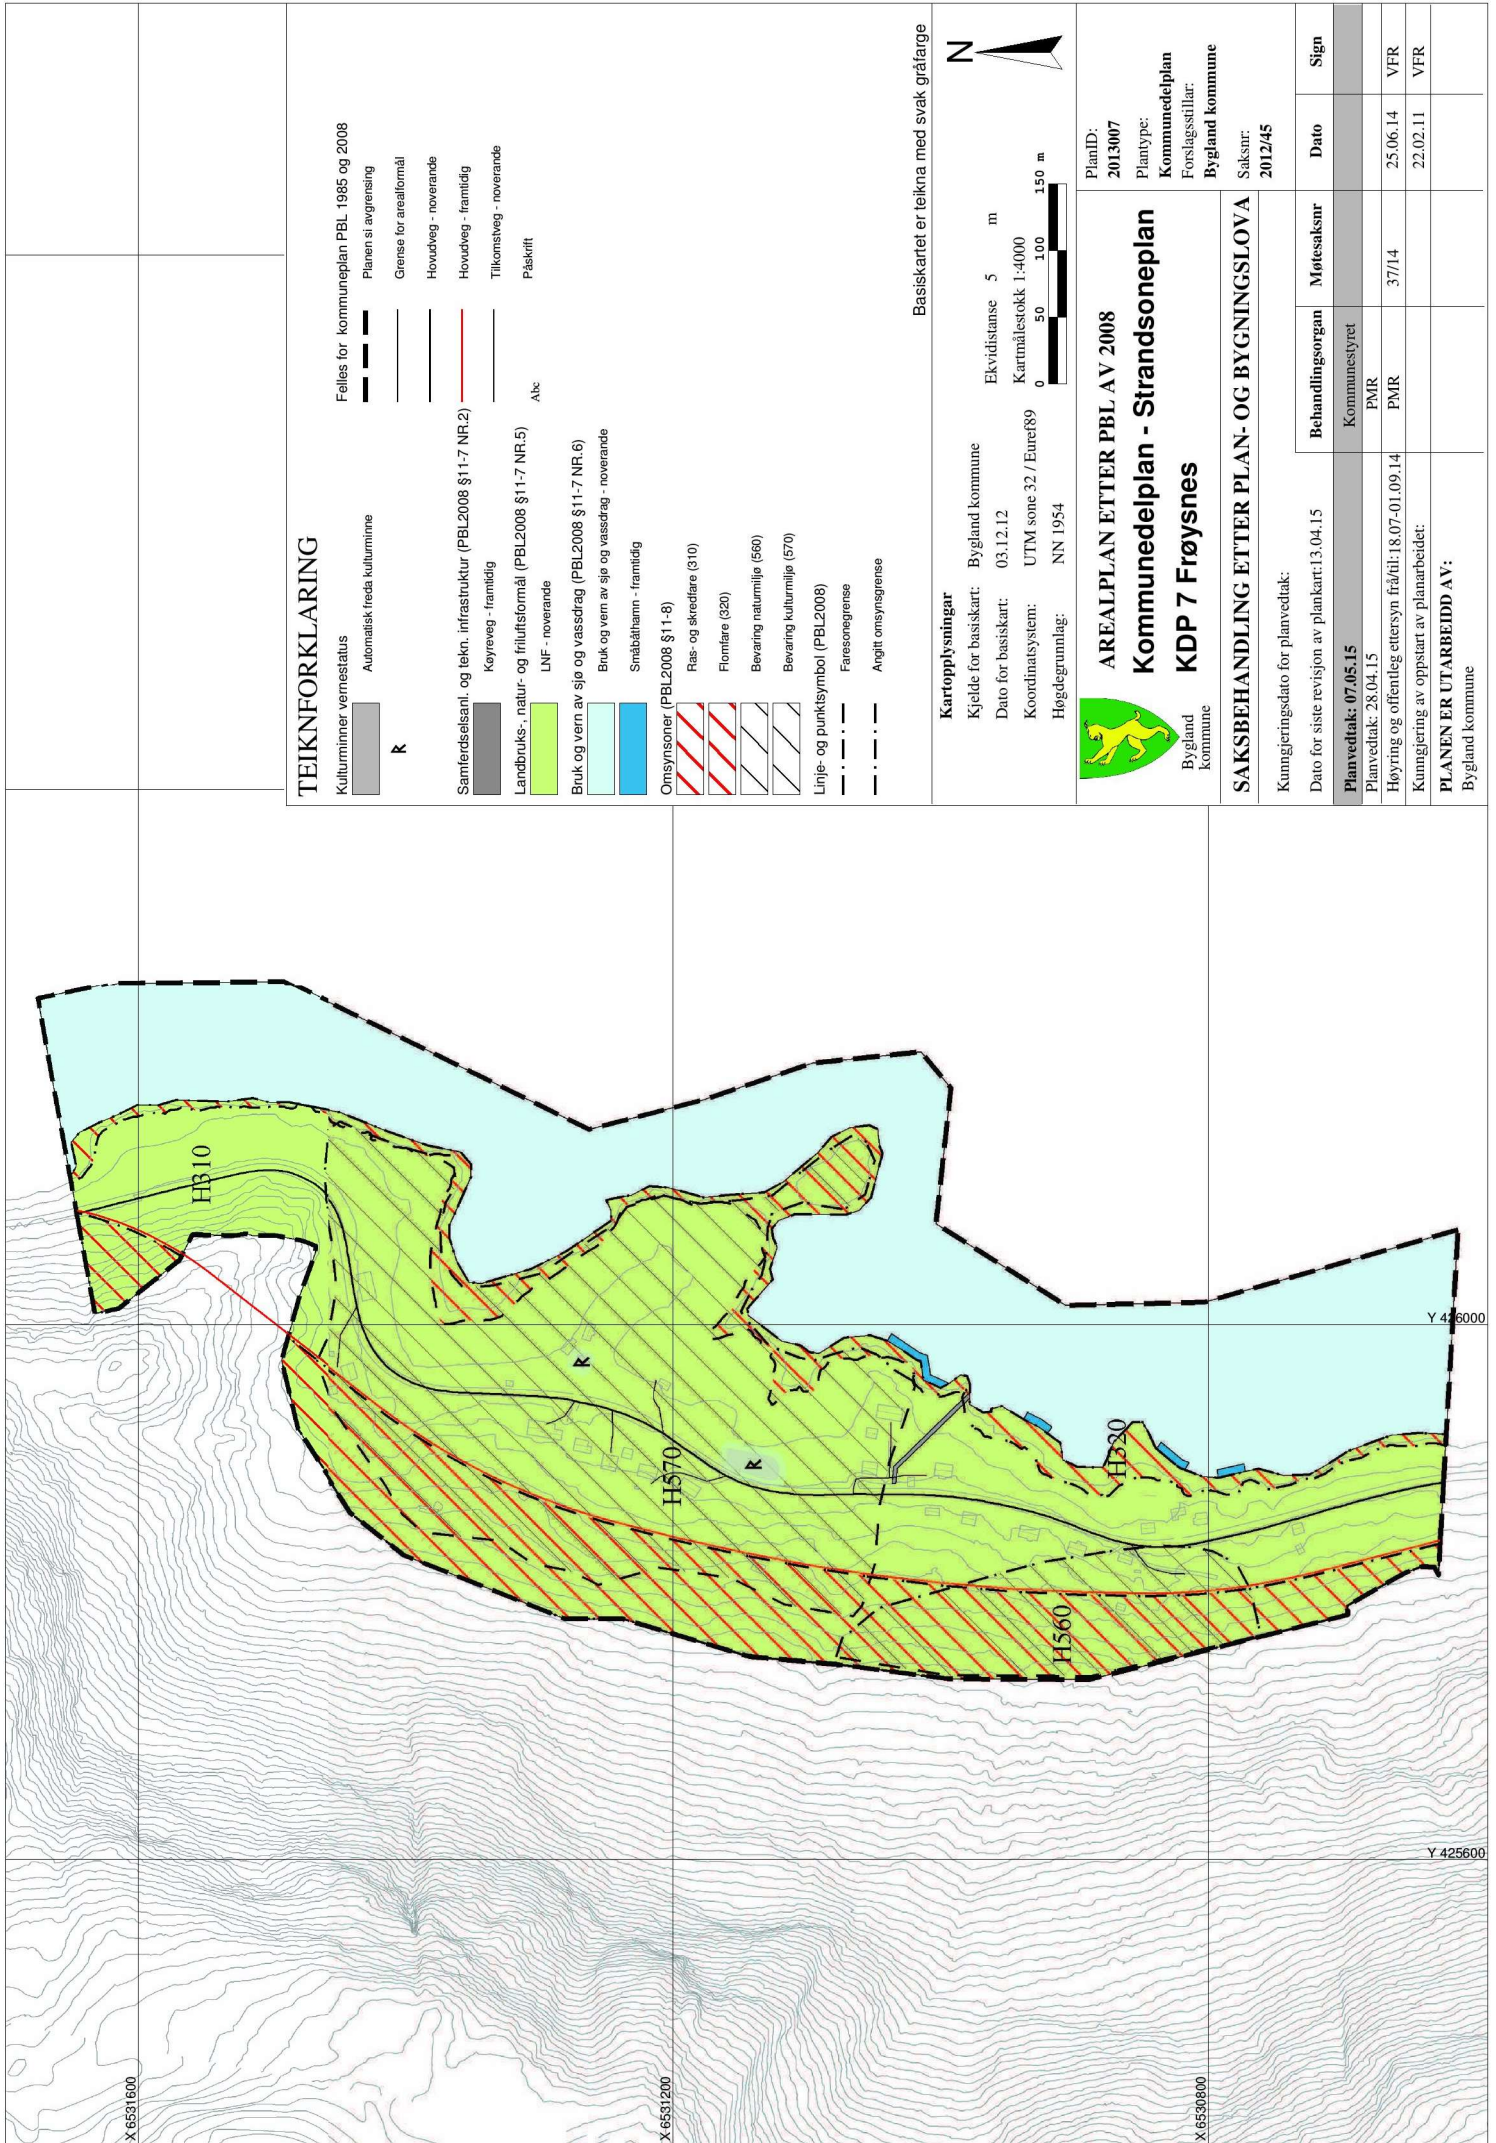 TEIKNFORKLARING
Kulturminner vernestatus
Automatisk freda kulturminne
R
Samferdselsanl. og tekn. infrastruktur (PBL2008 §11-7 NR.2)
Køyreveg - framtidig
Landbruks-, natur- og friluftsformål (PBL2008 §11-7 NR.5)
LNF - noverande
Bruk og vern av sjø og vassdrag (PBL2008 §11-7 NR.6)
Bruk og vern av sjø og vassdrag - noverande
Småbåthamn - framtidig
Omsynsoner (PBL2008 §11-8)
Ras- og skredfare (310)
Flomfare (320)
Bevaring naturmiljø (560)
Bevaring kulturmiljø (570)
Linje- og punktsymbol (PBL2008)
Faresonegrense
Angitt omsynsgrense
Felles for kommuneplan PBL 1985 og 2008
Planen si avgrensing
Grense for arealformål
Hovudveg - noverande
Hovudveg - framtidig
Tilkomstveg - noverande
Abc Påskrift
Basiskartet er teikna med svak gråfarge
Kartopplysningar
Kjelde for basiskart: Bygland kommune
Dato for basiskart: 03.12.12
Koordinatsystem: UTM sone 32 / Euref89
Høgdegrunnlag: NN 1954
Ekvidistanse 5 m
Kartmålestokk 1:4000
0 50 100 150 m
N
Bygland
kommune
AREALPLAN ETTER PBL AV 2008
Kommunedelplan - Strandsoneplan
KDP 7 Frøysnes
PlanID:
2013007
Plantype:
Kommunedelplan
Forslagsstillar:
Bygland kommune
SAKSBEHANDLING ETTER PLAN- OG BYGNINGSLOVA
Saksnr:
2012/45
Kunngjeringsdato for planvedtak:
Dato for siste revisjon av plankart:13.04.15
Behandlingsorgan Møtesaksnr Dato Sign
Planvedtak: 07.05.15 Kommunestyret
Planvedtak: 28.04.15 PMR
Høyring og offentleg ettersyn frå/til:18.07-01.09.14 PMR 37/14 25.06.14 VFR
Kunngjering av oppstart av planarbeidet: 22.02.11 VFR
PLANEN ER UTARBEIDD AV:
Bygland kommune
H310
R
H570
R
H320
H560
Y 426000
Y 425600
X 6531600
X 6531200
X 6530800